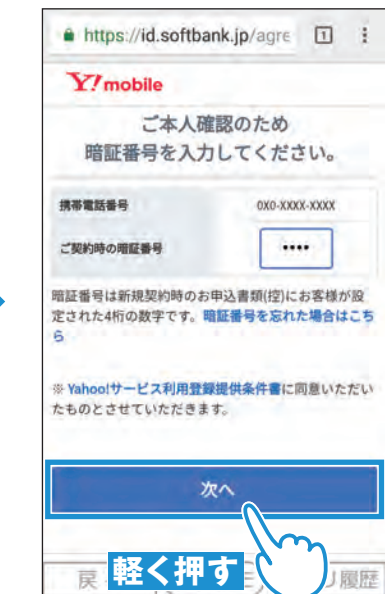 https://id.softbank.jp/agre
1
Y!mobile
ご本人確認のため
暗証番号を入力してください。
携帯電話番号 0X0-XXXX-XXXX
ご契約時の暗証番号 ••••
暗証番号は新規契約時のお申込書類(控)にお客様が設
定された4桁の数字です。暗証番号を忘れた場合はこち
ら
※ Yahoo!サービス利用登録提供条件書に同意いただい
たものとさせていただきます。
次へ
軽く押す
戻 履歴